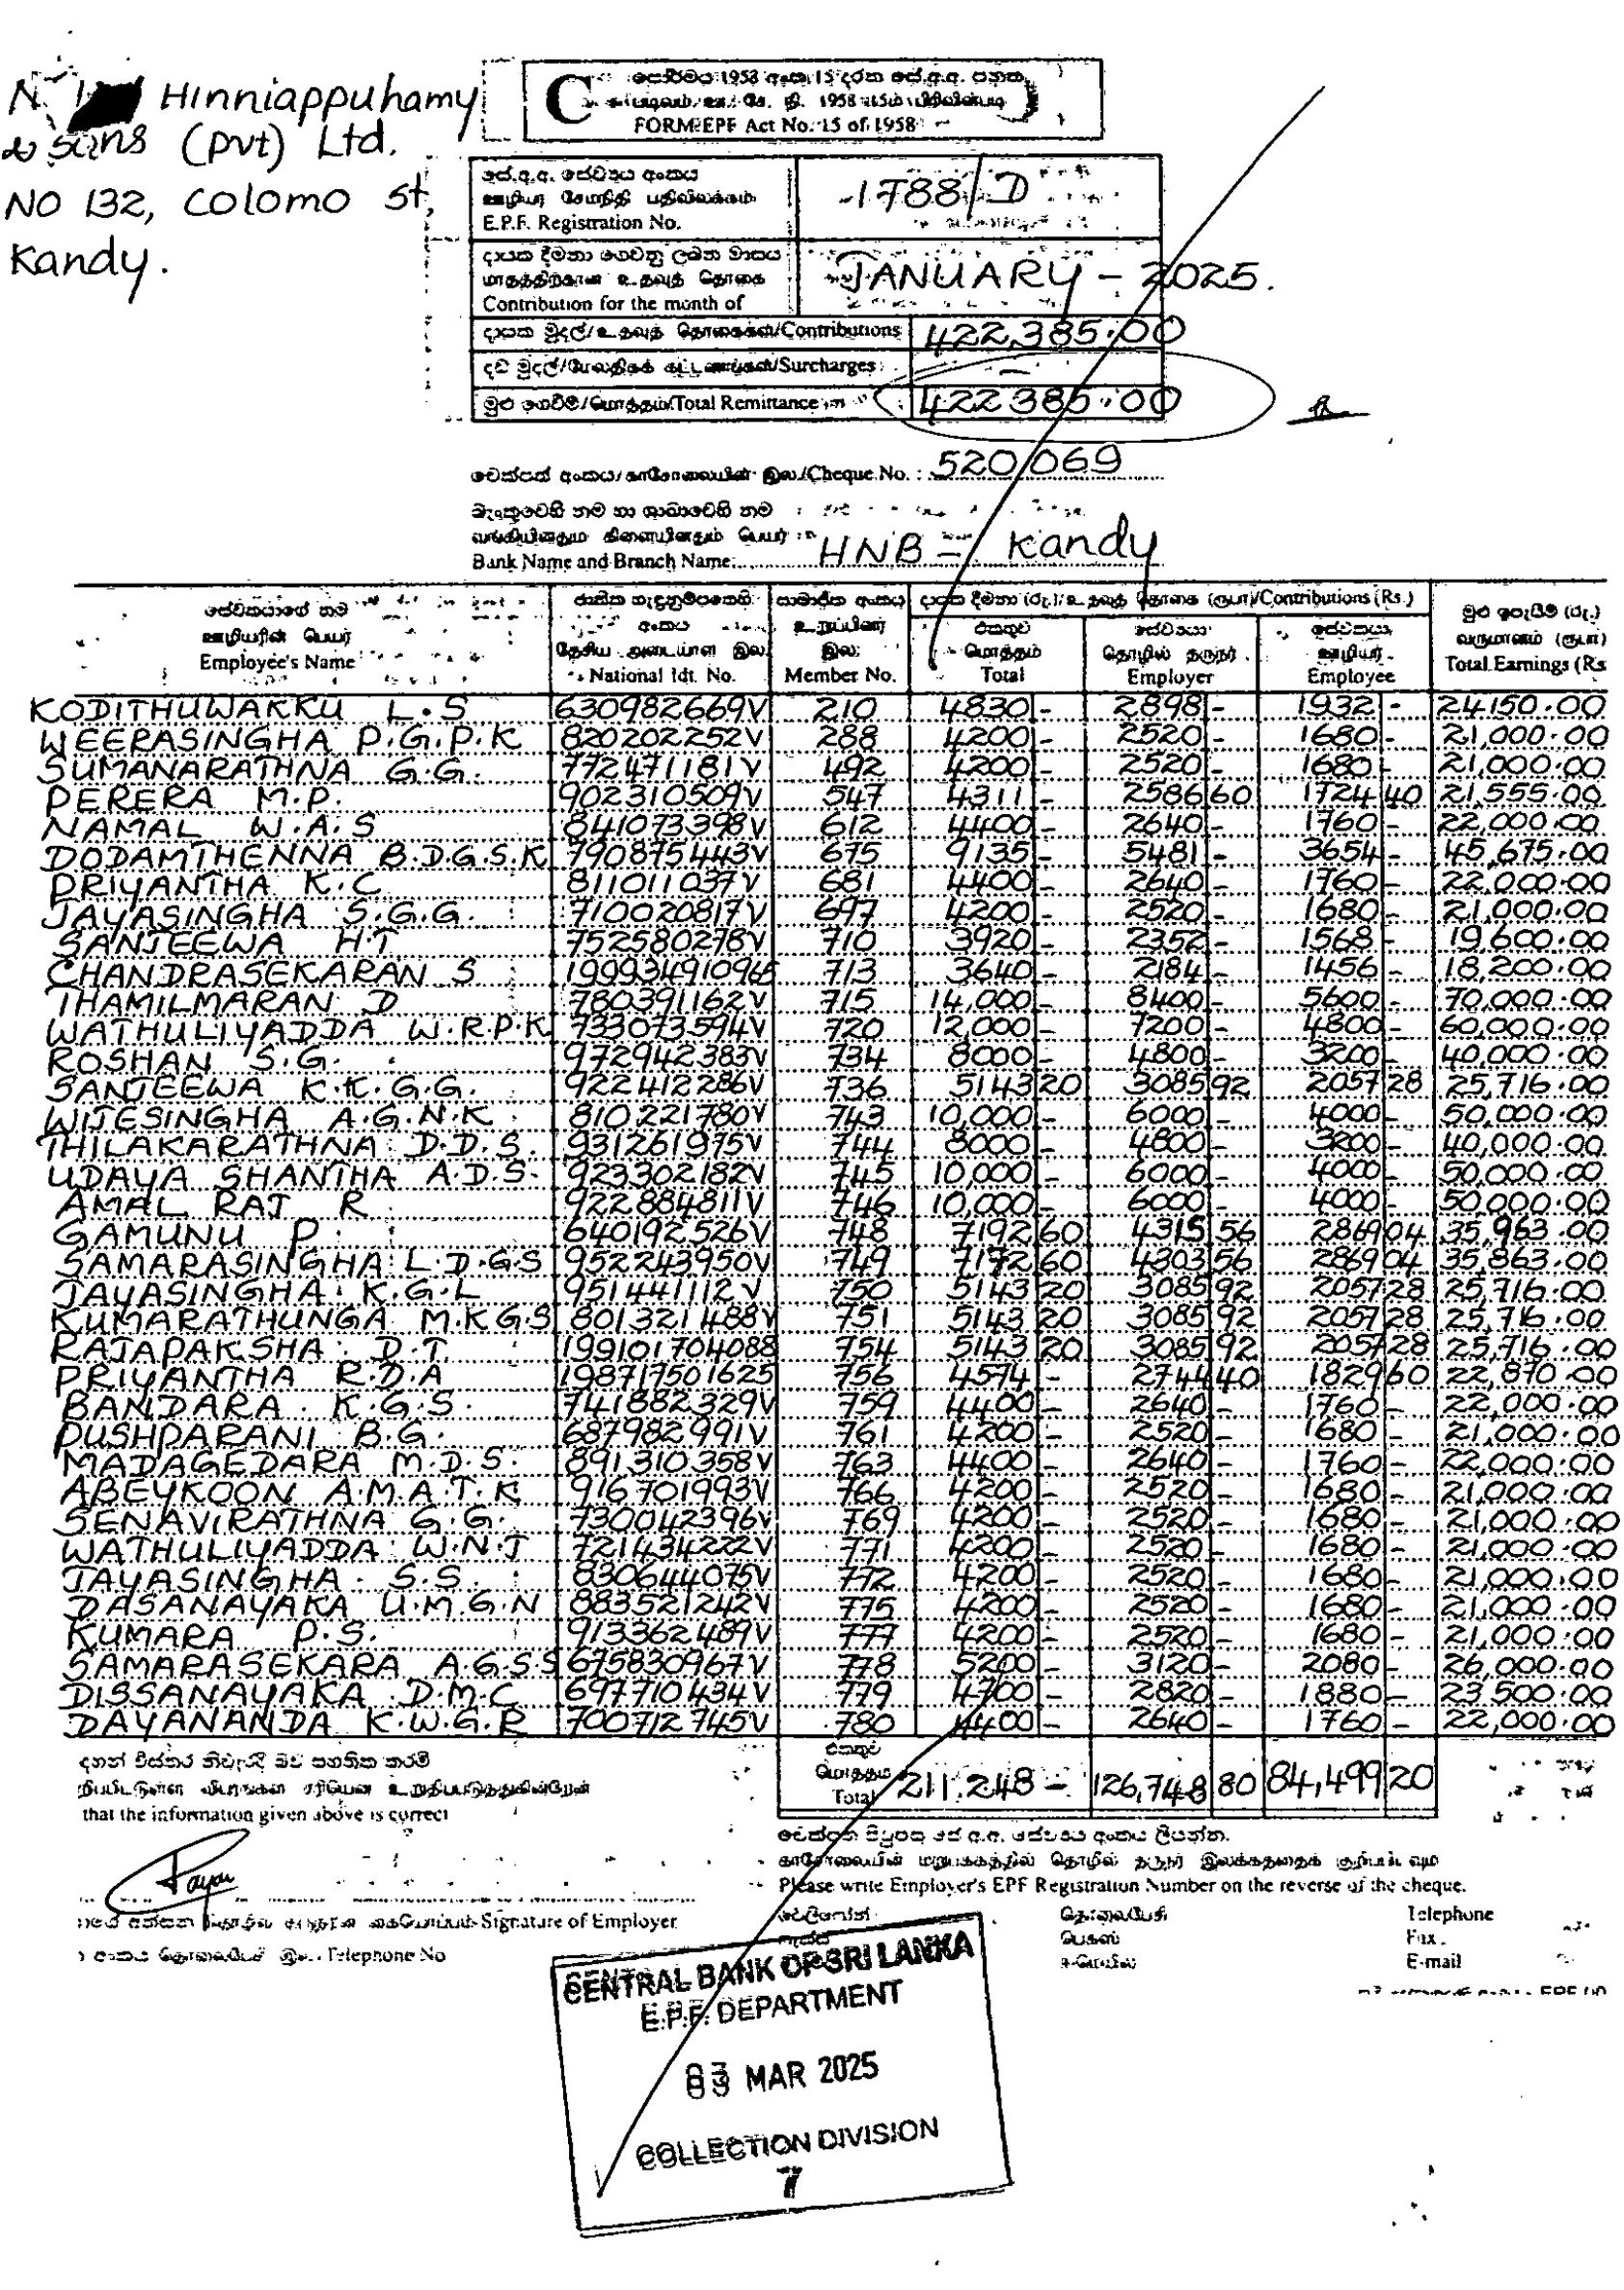 N. Hinniappuhamy
& sons (pvt) Ltd.
NO 132, colomo st,
Kandy.
C
FORM EPF Act No. 15 of 1958
E.P.F. Registration No. 1788/D
Contribution for the month of JANUARY - 2025.
දායක මුදල්/உதவுத் தொகைகள்/Contributions 422,385.00
දඩ මුදල්/Surcharges -
මුළු ගෙවීම්/மொத்தம்/Total Remittance 422385.00
Cheque No. : 520069
Bank Name and Branch Name: HNB - Kandy
දායක දීමනා (රු.)/உதவுத் தொகை (ரூபா)/Contributions (Rs.)
Employee's Name National Idt. No. Member No. Total Employer Employee Total Earnings (Rs
KODITHUWAKKU L.S 630982669V 210 4830 - 2898 - 1932 - 24150.00
WEERASINGHA P.G.P.K 820202252V 288 4200 - 2520 - 1680 - 21,000.00
SUMANARATHNA G.G. 772471181V 492 4200 - 2520 - 1680 - 21,000.00
PERERA M.P. 902310509V 547 4311 - 2586 60 1724 40 21,555.00
NAMAL W.A.S 841073398V 612 4400 - 2640 - 1760 - 22,000.00
DODAMTHENNA B.D.G.S.K 790875443V 675 9135 - 5481 - 3654 - 45,675.00
PRIYANTHA K.C 811011037V 681 4400 - 2640 - 1760 - 22,000.00
JAYASINGHA S.G.G. 710020817V 697 4200 - 2520 - 1680 - 21,000.00
SANJEEWA H.T 752580278V 710 3920 - 2352 - 1568 - 19,600.00
CHANDRASEKARAN S 199934910965 713 3640 - 2184 - 1456 - 18,200.00
THAMILMARAN D 780391162V 715 14,000 - 8400 - 5600 - 70,000.00
WATHULIYADDA W.R.P.K 733073594V 720 12,000 - 7200 - 4800 - 60,000.00
ROSHAN S.G. 972942383V 734 8000 - 4800 - 3200 - 40,000.00
SANJEEWA K.K.G.G. 922412286V 736 5143 20 3085 92 2057 28 25,716.00
WIJESINGHA A.G.N.K 810221780V 743 10,000 - 6000 - 4000 - 50,000.00
THILAKARATHNA D.D.S. 931261975V 744 8000 - 4800 - 3200 - 40,000.00
UDAYA SHANTHA A.D.S. 923302182V 745 10,000 - 6000 - 4000 - 50,000.00
AMAL RAJ R 922884811V 746 10,000 - 6000 - 4000 - 50,000.00
GAMUNU P 640192526V 748 7192 60 4315 56 2869 04 35,963.00
SAMARASINGHA L.D.G.S 952243950V 749 7172 60 4303 56 2869 04 35,863.00
JAYASINGHA K.G.L 951441112V 750 5143 20 3085 92 2057 28 25,716.00
KUMARATHUNGA M.K.G.S 801321488V 751 5143 20 3085 92 2057 28 25,716.00
RAJAPAKSHA D.T 199101704088 754 5143 20 3085 92 2057 28 25,716.00
PRIYANTHA R.D.A 198717501625 756 4574 - 2744 40 1829 60 22,870.00
BANDARA K.G.S. 741882329V 759 4400 - 2640 - 1760 - 22,000.00
PUSHPARANI B.G. 687982991V 761 4200 - 2520 - 1680 - 21,000.00
MADAGEDARA M.D.S. 891310358V 763 4400 - 2640 - 1760 - 22,000.00
ABEYKOON A.M.A.T.K 916701993V 766 4200 - 2520 - 1680 - 21,000.00
SENAVIRATHNA G.G. 730042396V 769 4200 - 2520 - 1680 - 21,000.00
WATHULIYADDA W.N.J 721434222V 771 4200 - 2520 - 1680 - 21,000.00
JAYASINGHA S.S. 830644075V 772 4200 - 2520 - 1680 - 21,000.00
DASANAYAKA U.M.G.N 883521242V 775 4200 - 2520 - 1680 - 21,000.00
KUMARA P.S. 913362489V 777 4200 - 2520 - 1680 - 21,000.00
SAMARASEKARA A.G.S.S 675830967V 778 5200 - 3120 - 2080 - 26,000.00
DISSANAYAKA D.M.C 697710434V 779 4700 - 2820 - 1880 - 23,500.00
DAYANANDA K.W.G.R 700712745V 780 4400 - 2640 - 1760 - 22,000.00
Total 211,248 - 126,748 80 84,499 20
that the information given above is correct
Please write Employer's EPF Registration Number on the reverse of the cheque.
Signature of Employer
Telephone No
Telephone
Fax
E-mail
CENTRAL BANK OF SRI LANKA
E.P.F. DEPARTMENT
03 MAR 2025
COLLECTION DIVISION
7